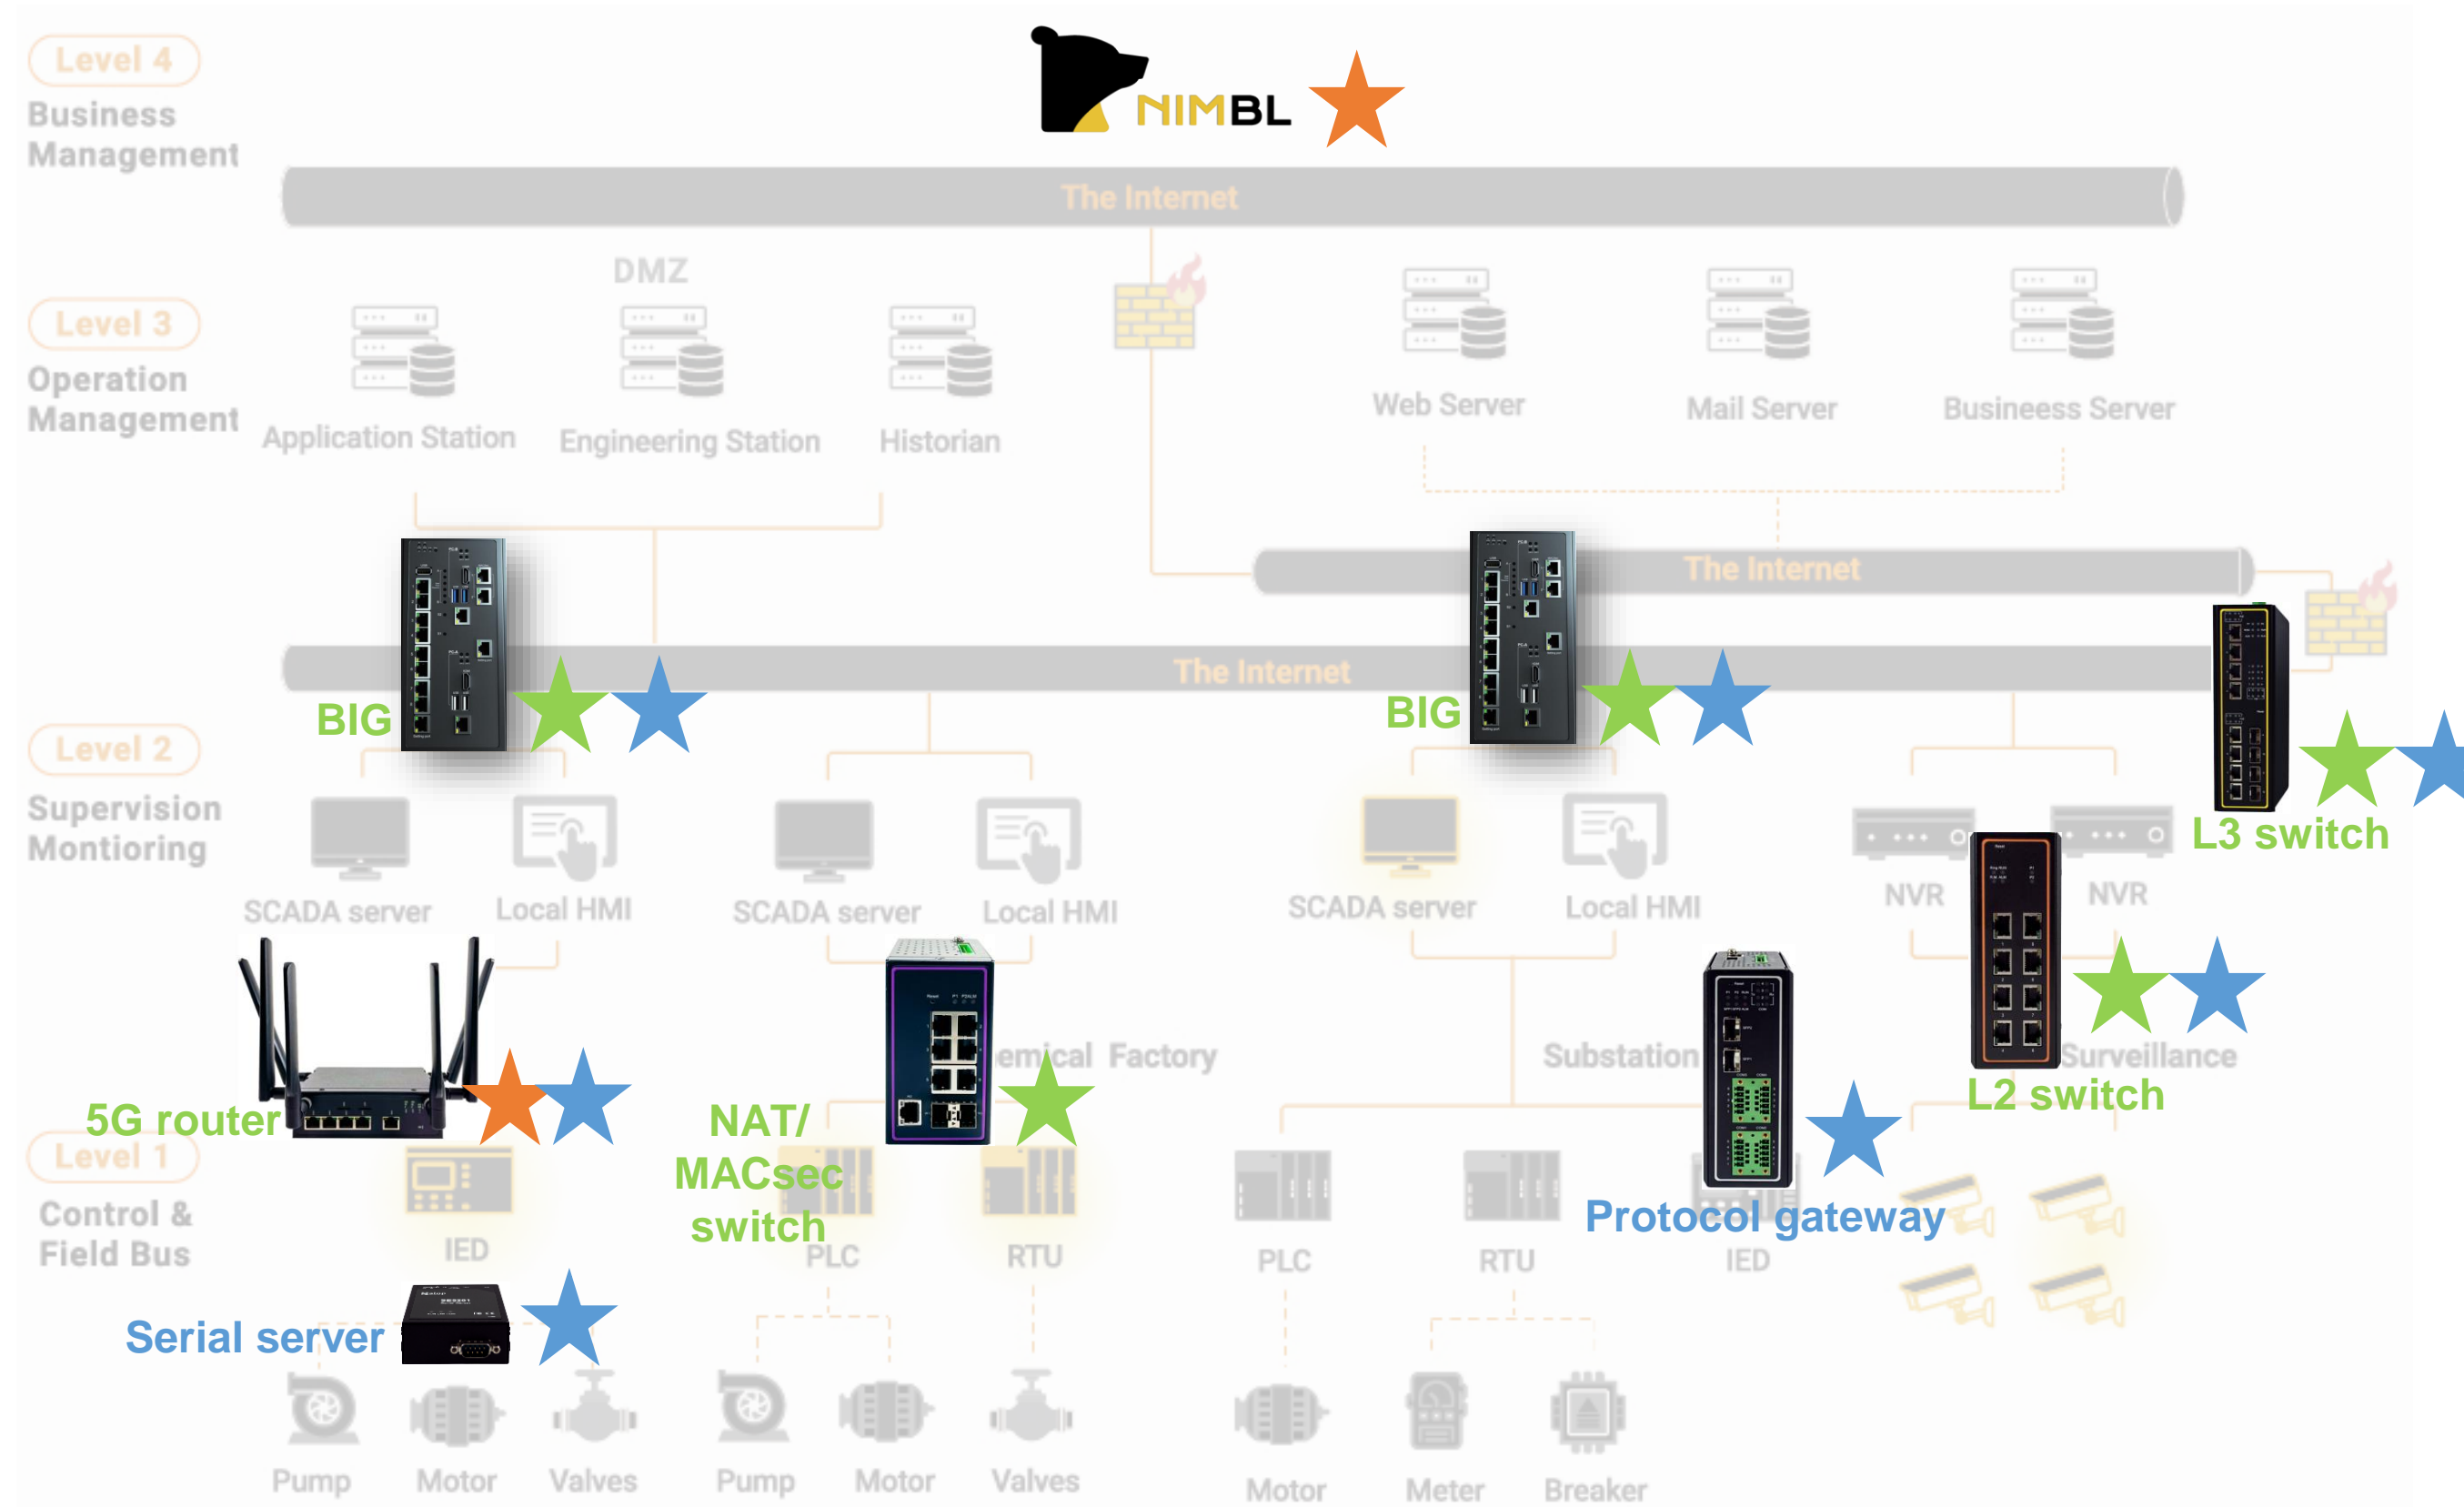 Level 4
Business
Management
NIMBL
The Internet
DMZ
Level 3
Operation
Management
Application Station
Engineering Station
Historian
Web Server
Mail Server
Busineess Server
The Internet
The Internet
BIG
BIG
L3 switch
Level 2
Supervision
Montioring
SCADA server
Local HMI
SCADA server
Local HMI
SCADA server
Local HMI
NVR
NVR
emical Factory
Substation
Surveillance
L2 switch
5G router
NAT/
MACsec
switch
Protocol gateway
Level 1
Control &
Field Bus
IED
PLC
RTU
PLC
RTU
IED
Serial server
Pump
Motor
Valves
Pump
Motor
Valves
Motor
Meter
Breaker